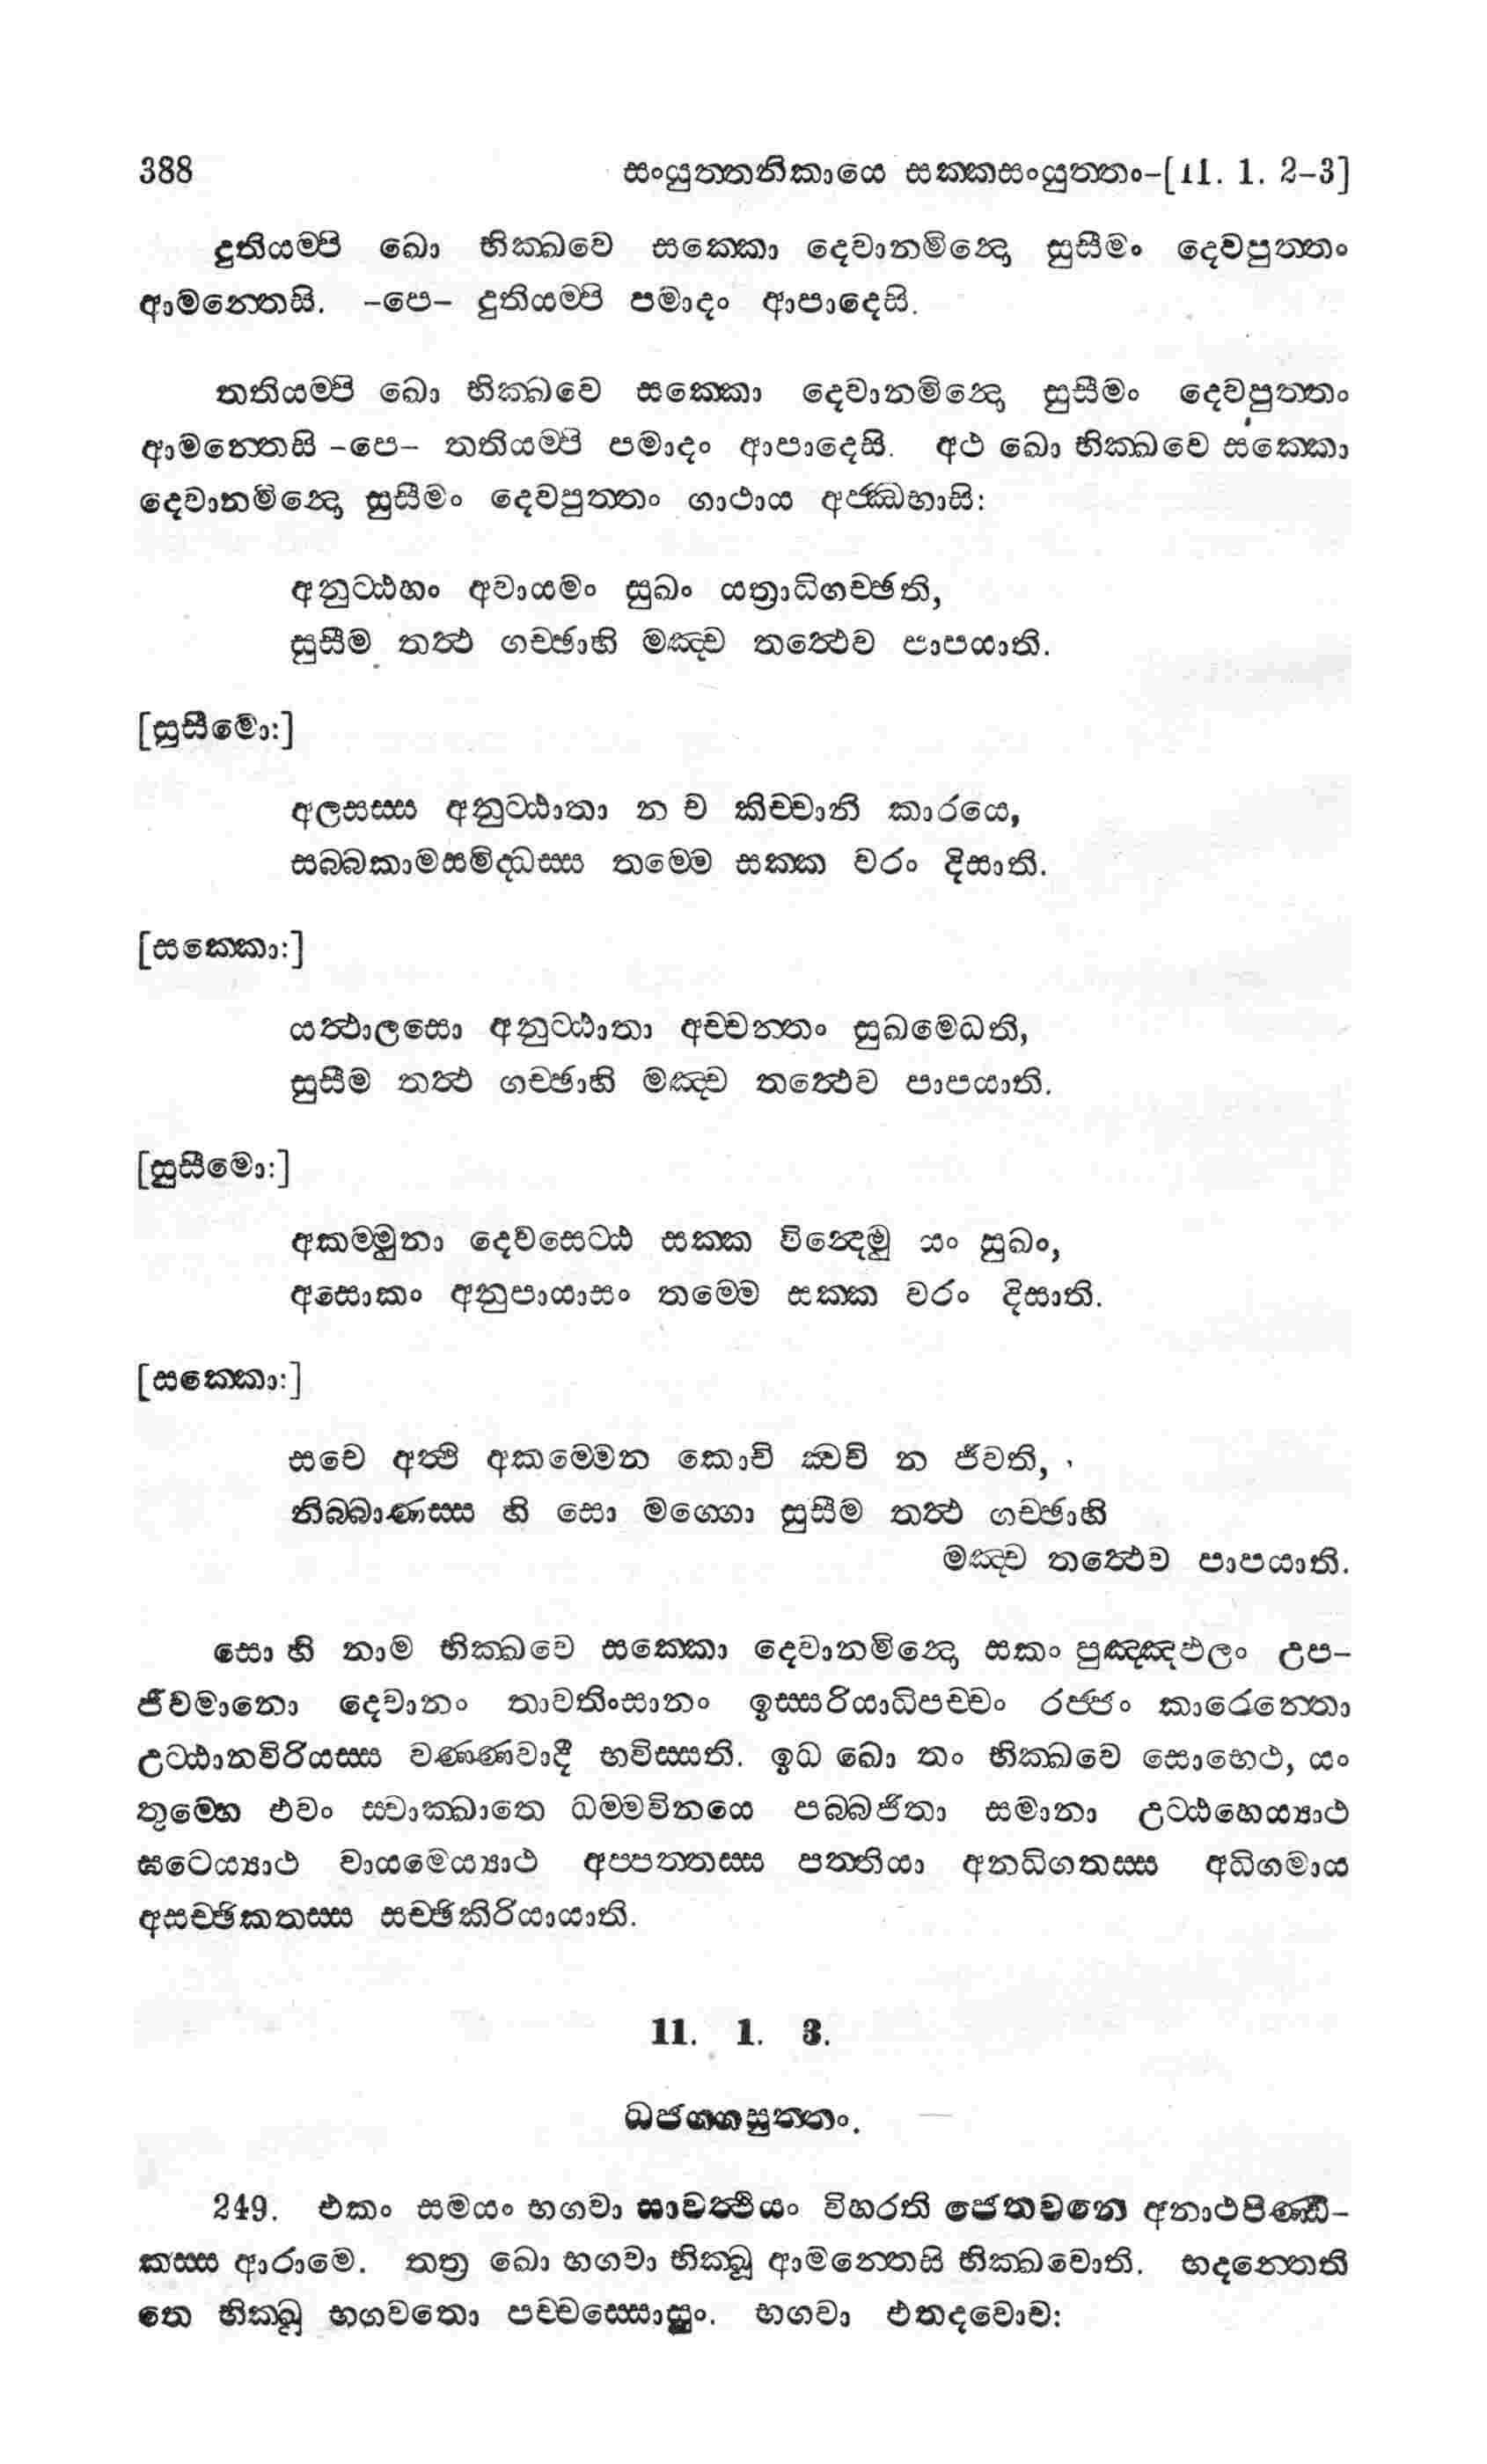 388 සංයුත්තනිකායෙ සක්කසංයුත්තං-[11. 1. 2-3]
දුතියම්පි ඛො භික්ඛවෙ සක්කො දෙවානමින්දො සුසීමං දෙවපුත්තං
ආමන්තෙසි. -පෙ- දුතියම්පි පමාදං ආපාදෙසි.
තතියම්පි ඛො භික්ඛවෙ සක්කො දෙවානමින්දො සුසීමං දෙවපුත්තං
ආමන්තෙසි -පෙ- තතියම්පි පමාදං ආපාදෙසි. අථ ඛො භික්ඛවෙ සක්කො
දෙවානමින්දො සුසීමං දෙවපුත්තං ගාථාය අජ්ඣභාසි:
අනුට්ඨහං අවායමං සුඛං යත්‍රාධිගච්ඡති,
සුසීම තත්ථ ගච්ඡාහි මඤ්ච තත්ථෙව පාපයාති.
[සුසීමො:]
අලසස්ස අනුට්ඨාතා න ච කිච්චානි කාරයෙ,
සබ්බකාමසමිද්ධස්ස තම්මෙ සක්ක වරං දිසාති.
[සක්කො:]
යත්ථාලසො අනුට්ඨාතා අච්චන්තං සුඛමෙධති,
සුසීම තත්ථ ගච්ඡාහි මඤ්ච තත්ථෙව පාපයාති.
[සුසීමො:]
අකම්මුනා දෙවසෙට්ඨ සක්ක වින්දෙමු යං සුඛං,
අසොකං අනුපායාසං තම්මෙ සක්ක වරං දිසාති.
[සක්කො:]
සචෙ අත්ථි අකම්මෙන කොචි ක්වචි න ජීවති,
නිබ්බාණස්ස හි සො මග්ගො සුසීම තත්ථ ගච්ඡාහි
මඤ්ච තත්ථෙව පාපයාති.
සො හි නාම භික්ඛවෙ සක්කො දෙවානමින්දො සකං පුඤ්ඤඵලං උප-
ජීවමානො දෙවානං තාවතිංසානං ඉස්සරියාධිපච්චං රජ්ජං කාරෙන්තො
උට්ඨානවිරියස්ස වණ්ණවාදී භවිස්සති. ඉධ ඛො තං භික්ඛවෙ සොභෙථ, යං
තුම්හෙ එවං ස්වාක්ඛාතෙ ධම්මවිනයෙ පබ්බජිතා සමානා උට්ඨහෙය්‍යාථ
ඝටෙය්‍යාථ වායමෙය්‍යාථ අප්පත්තස්ස පත්තියා අනධිගතස්ස අධිගමාය
අසච්ඡිකතස්ස සච්ඡිකිරියායාති.
11. 1. 3.
ධජග්ගසුත්තං.
249. එකං සමයං භගවා සාවත්ථියං විහරති ජෙතවනෙ අනාථපිණ්ඩි-
කස්ස ආරාමෙ. තත්‍ර ඛො භගවා භික්ඛූ ආමන්තෙසි භික්ඛවොති. භදන්තෙති
තෙ භික්ඛූ භගවතො පච්චස්සොසුං. භගවා එතදවොච: